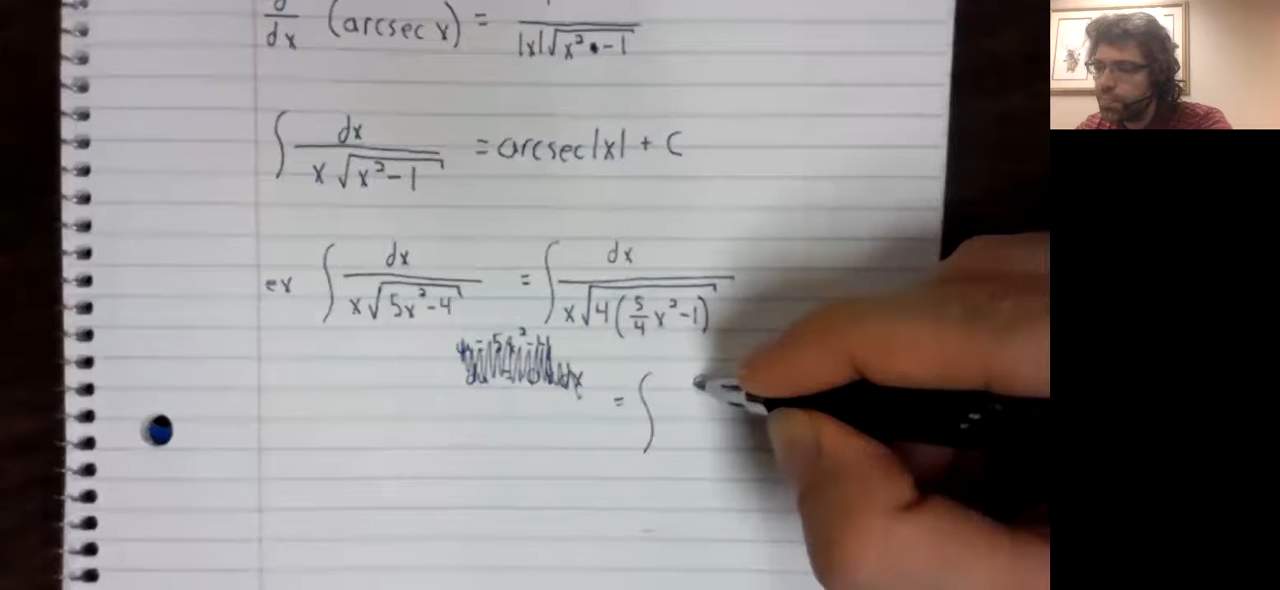 d/dx (arcsec x) = 1/(|x|√(x² - 1))
∫ dx/(x√(x²-1)) = arcsec|x| + C
ex ∫ dx/(x√(5x²-4)) = ∫ dx/(x√(4(5/4 x²-1)))
= ∫